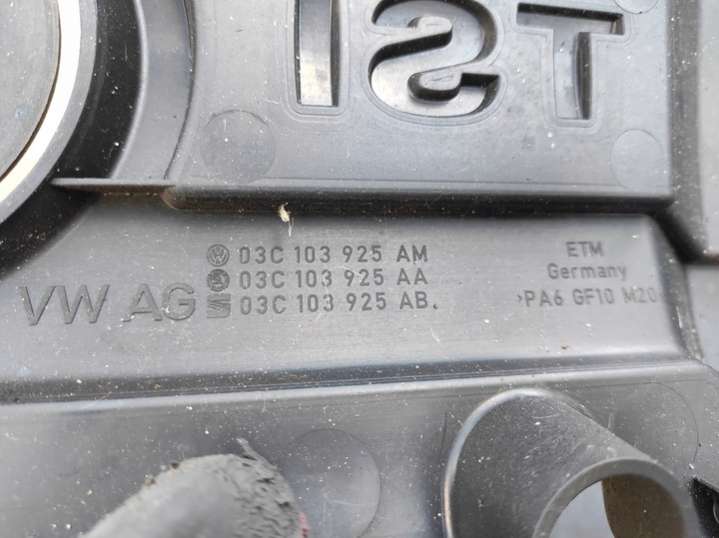 TSI
03C 103 925 AM
03C 103 925 AA
VW AG 03C 103 925 AB.
ETM
Germany
>PA6 GF10 M20